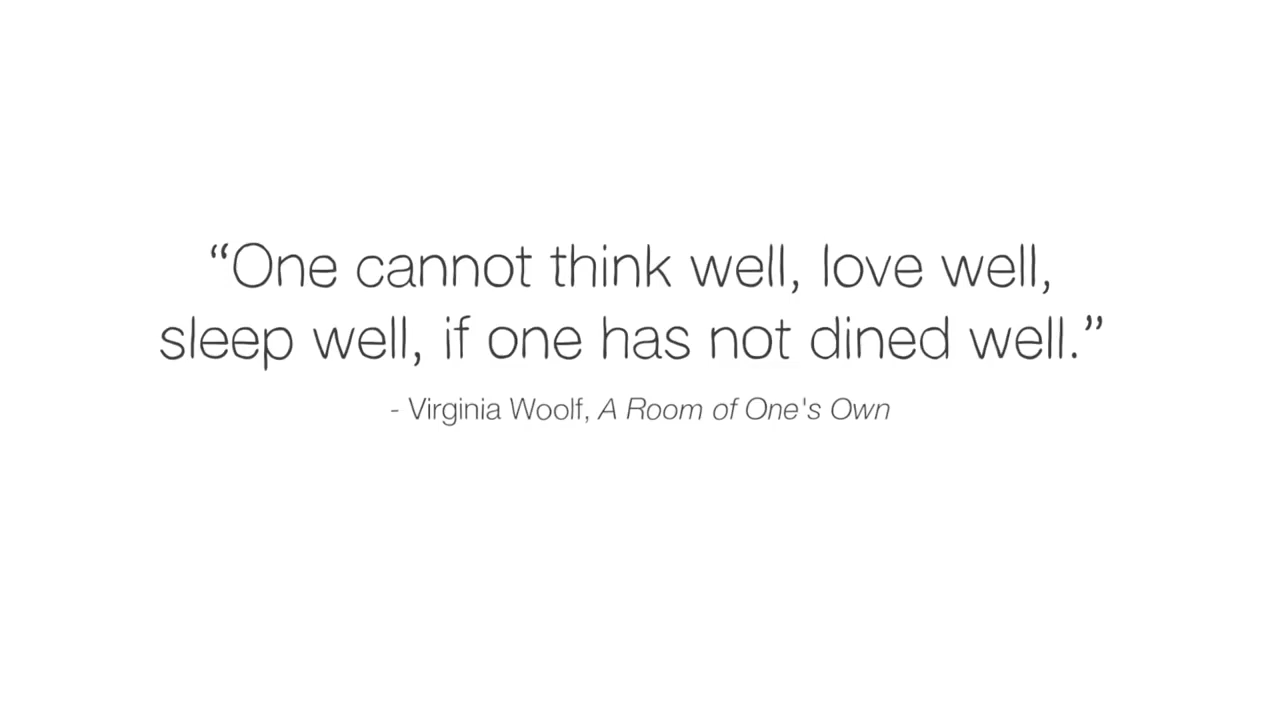 “One cannot think well, love well,
sleep well, if one has not dined well.”
- Virginia Woolf, A Room of One's Own